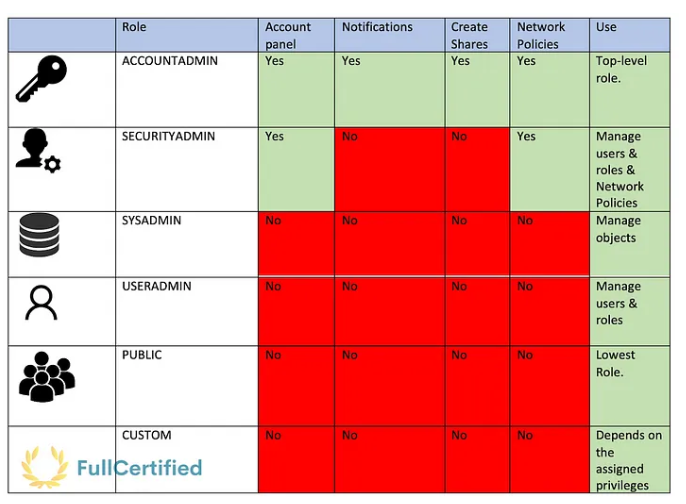 Role Account panel Notifications Create Shares Network Policies Use
ACCOUNTADMIN Yes Yes Yes Yes Top-level role.
SECURITYADMIN Yes No No Yes Manage users & roles & Network Policies
SYSADMIN No No No No Manage objects
USERADMIN No No No No Manage users & roles
PUBLIC No No No No Lowest Role.
CUSTOM No No No No Depends on the assigned privileges
FullCertified